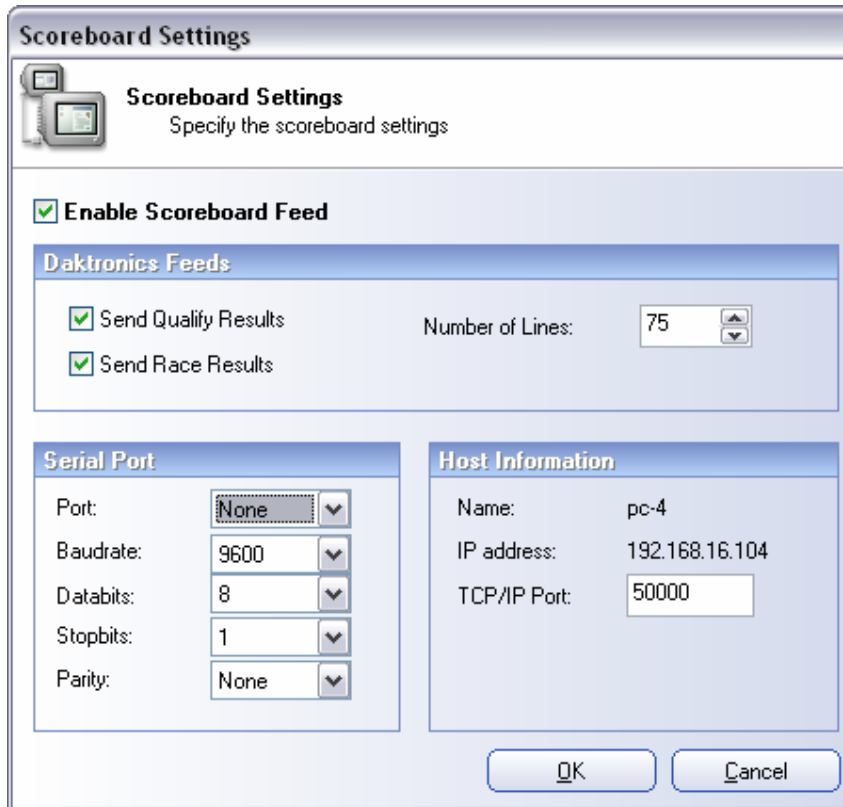 Scoreboard Settings
Scoreboard Settings
Specify the scoreboard settings
Enable Scoreboard Feed
Daktronics Feeds
Send Qualify Results
Number of Lines: 75
Send Race Results
Serial Port
Port: None
Baudrate: 9600
Databits: 8
Stopbits: 1
Parity: None
Host Information
Name: pc-4
IP address: 192.168.16.104
TCP/IP Port: 50000
OK Cancel